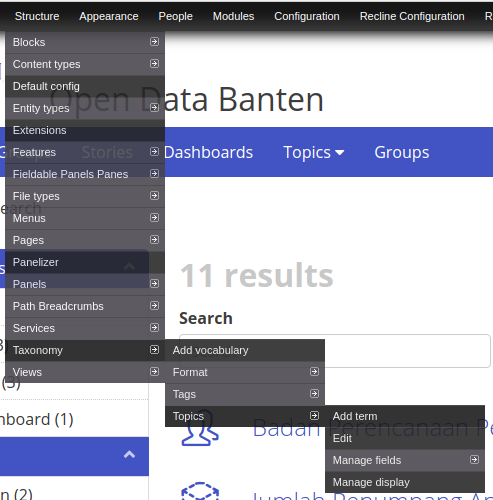 Structure Appearance People Modules Configuration Recline Configuration R
Blocks
Content types
Default config
Open Data Banten
Entity types
Extensions
Features
Stories Dashboards Topics Groups
Fieldable Panels Panes
File types
Menus
Pages
Panelizer
Panels
11 results
Path Breadcrumbs
Search
Services
Taxonomy
Add vocabulary
Views
Format
(3)
Tags
Topics
Add term
Badan Perencanaan Pe
mboard (1)
Edit
Manage fields
Manage display
n (2)
Jumlah Penumpang An